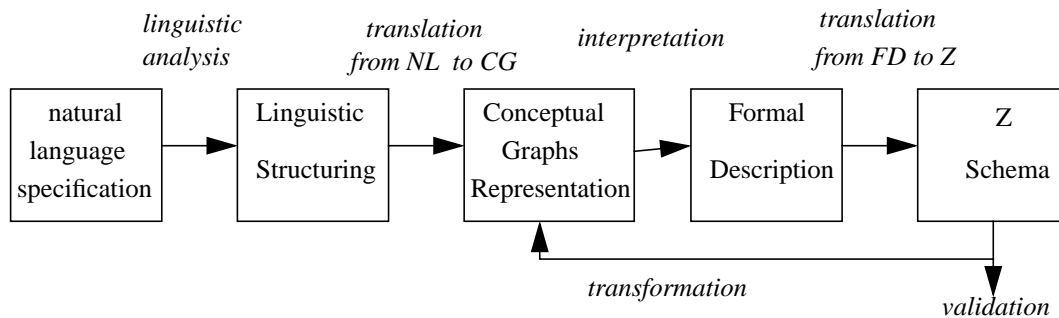 linguistic
analysis
translation
from NL to CG
interpretation
translation
from FD to Z
natural
language
specification
Linguistic
Structuring
Conceptual
Graphs
Representation
Formal
Description
Z
Schema
transformation
validation